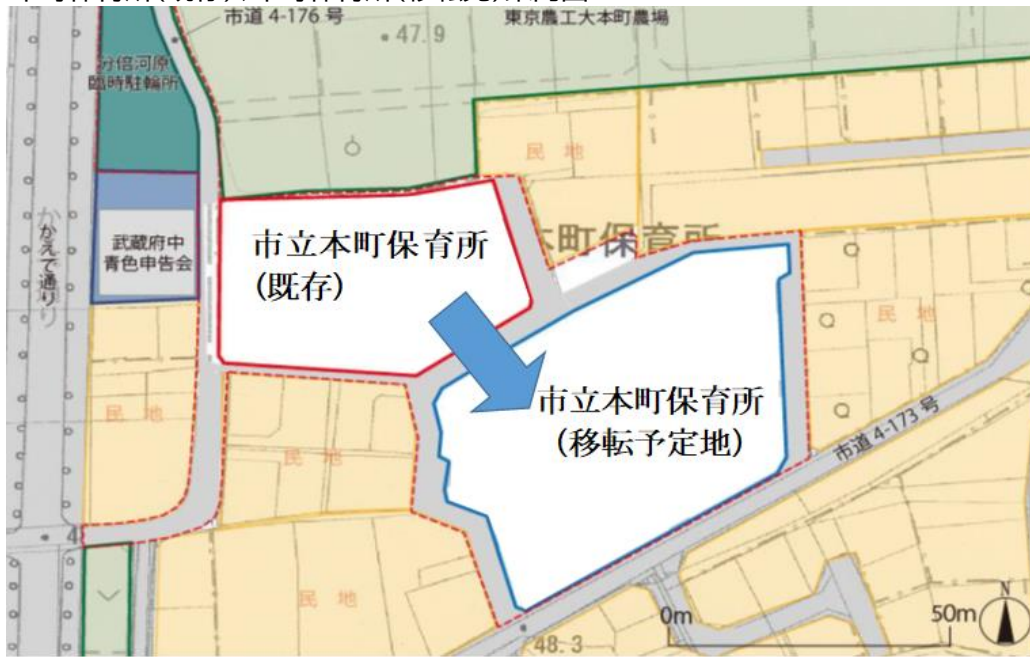 市道 4-176 号
・47.9
東京農工大本町農場
分倍河原
臨時駐輪所
民 地
武蔵府中
青色申告会
かえで通り
市立本町保育所
(既存)
本町保育所
民 地
市立本町保育所
(移転予定地)
民 地
民 地
市道 4-173 号
民 地
48.3
0m
50m
N